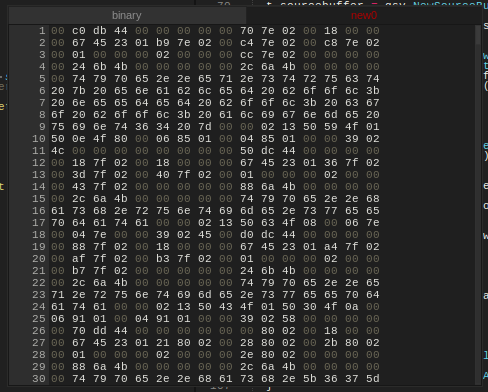 binary new0
1 00 c0 db 44 00 00 00 00 00 70 7e 02 00 18 00 00
2 00 67 45 23 01 b9 7e 02 00 c4 7e 02 00 c8 7e 02
3 00 01 00 00 00 02 00 00 00 cc 7e 02 00 00 00 00
4 00 24 6b 4b 00 00 00 00 00 2c 6a 4b 00 00 00 00
5 00 74 79 70 65 2e 2e 65 71 2e 73 74 72 75 63 74
6 20 7b 20 65 6e 61 62 6c 65 64 20 62 6f 6f 6c 3b
7 20 6e 65 65 64 65 64 20 62 6f 6f 6c 3b 20 63 67
8 6f 20 62 6f 6f 6c 3b 20 61 6c 69 67 6e 6d 65 20
9 75 69 6e 74 36 34 20 7d 00 00 02 13 50 59 4f 01
10 50 0e 4f 80 00 06 85 01 00 04 85 01 00 00 39 02
11 4c 00 00 00 00 00 00 00 00 50 dc 44 00 00 00 00
12 00 18 7f 02 00 18 00 00 00 67 45 23 01 36 7f 02
13 00 3d 7f 02 00 40 7f 02 00 01 00 00 00 02 00 00
14 00 43 7f 02 00 00 00 00 00 88 6a 4b 00 00 00 00
15 00 2c 6a 4b 00 00 00 00 00 74 79 70 65 2e 2e 68
16 61 73 68 2e 72 75 6e 74 69 6d 65 2e 73 77 65 65
17 70 64 61 74 61 00 00 02 13 50 63 4f 08 00 06 7e
18 00 04 7e 00 00 39 02 45 00 d0 dc 44 00 00 00 00
19 00 88 7f 02 00 18 00 00 00 67 45 23 01 a4 7f 02
20 00 af 7f 02 00 b3 7f 02 00 01 00 00 00 02 00 00
21 00 b7 7f 02 00 00 00 00 00 24 6b 4b 00 00 00 00
22 00 2c 6a 4b 00 00 00 00 00 74 79 70 65 2e 2e 65
23 71 2e 72 75 6e 74 69 6d 65 2e 73 77 65 65 70 64
24 61 74 61 00 00 02 13 50 43 4f 01 50 30 4f 0a 00
25 06 91 01 00 04 91 01 00 00 39 02 58 00 00 00 00
26 00 70 dd 44 00 00 00 00 00 00 80 02 00 18 00 00
27 00 67 45 23 01 21 80 02 00 28 80 02 00 2b 80 02
28 00 01 00 00 00 02 00 00 00 2e 80 02 00 00 00 00
29 00 88 6a 4b 00 00 00 00 00 2c 6a 4b 00 00 00 00
30 00 74 79 70 65 2e 2e 68 61 73 68 2e 5b 36 37 5d